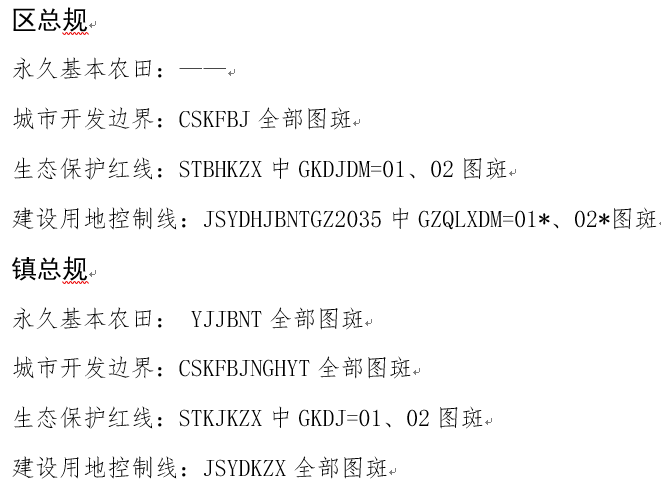 区总规
永久基本农田：——
城市开发边界：CSKFBJ 全部图斑
生态保护红线：STBHKZX 中 GKDJDM=01、02 图斑
建设用地控制线：JSYDHJBNTGZ2035 中 GZQLXDM=01*、02*图斑
镇总规
永久基本农田： YJJBNT 全部图斑
城市开发边界：CSKFBJNGHYT 全部图斑
生态保护红线：STKJKZX 中 GKDJ=01、02 图斑
建设用地控制线：JSYDKZX 全部图斑